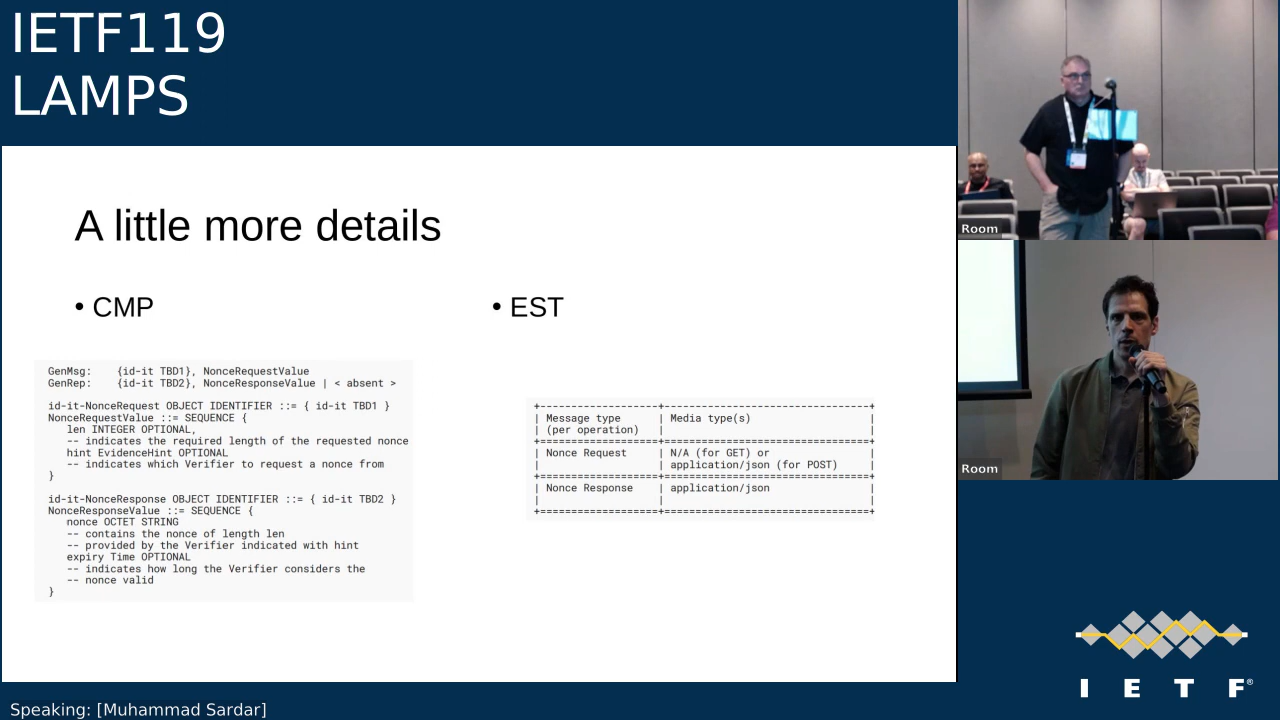 IETF119
LAMPS
A little more details
• CMP
GenMsg:    {id-it TBD1}, NonceRequestValue
GenRep:    {id-it TBD2}, NonceResponseValue | < absent >
id-it-NonceRequest OBJECT IDENTIFIER ::= { id-it TBD1 }
NonceRequestValue ::= SEQUENCE {
   len INTEGER OPTIONAL,
   -- indicates the required length of the requested nonce
   hint EvidenceHint OPTIONAL
   -- indicates which Verifier to request a nonce from
}
id-it-NonceResponse OBJECT IDENTIFIER ::= { id-it TBD2 }
NonceResponseValue ::= SEQUENCE {
   nonce OCTET STRING
   -- contains the nonce of length len
   -- provided by the Verifier indicated with hint
   expiry Time OPTIONAL
   -- indicates how long the Verifier considers the
   -- nonce valid
}
• EST
+-------------------+---------------------------------+
| Message type      | Media type(s)                   |
| (per operation)   |                                 |
+===================+=================================+
| Nonce Request     | N/A (for GET) or                |
|                   | application/json (for POST)     |
+===================+=================================+
| Nonce Response    | application/json                |
|                   |                                 |
+===================+=================================+
Room
Room
I E T F®
Speaking: [Muhammad Sardar]